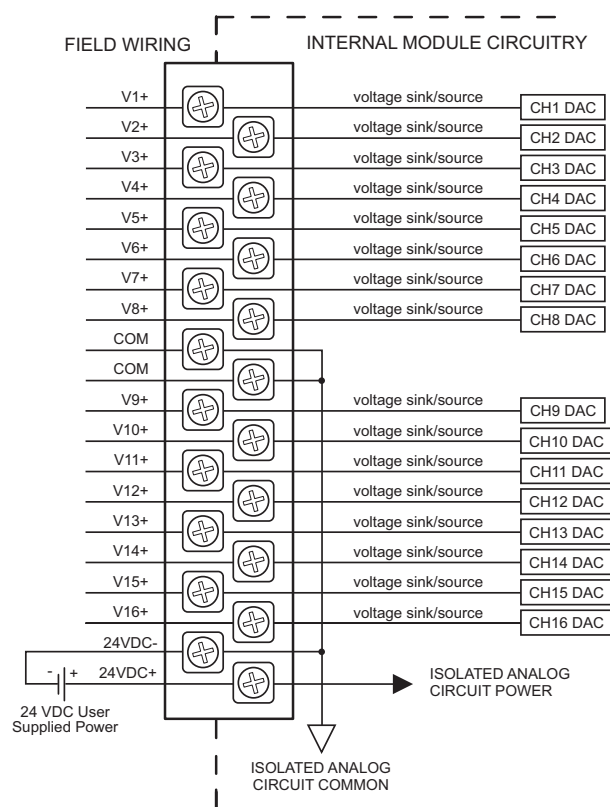 FIELD WIRING
INTERNAL MODULE CIRCUITRY
V1+
voltage sink/source
CH1 DAC
V2+
voltage sink/source
CH2 DAC
V3+
voltage sink/source
CH3 DAC
V4+
voltage sink/source
CH4 DAC
V5+
voltage sink/source
CH5 DAC
V6+
voltage sink/source
CH6 DAC
V7+
voltage sink/source
CH7 DAC
V8+
voltage sink/source
CH8 DAC
COM
COM
V9+
voltage sink/source
CH9 DAC
V10+
voltage sink/source
CH10 DAC
V11+
voltage sink/source
CH11 DAC
V12+
voltage sink/source
CH12 DAC
V13+
voltage sink/source
CH13 DAC
V14+
voltage sink/source
CH14 DAC
V15+
voltage sink/source
CH15 DAC
V16+
voltage sink/source
CH16 DAC
24VDC-
- +
24VDC+
24 VDC User
Supplied Power
ISOLATED ANALOG
CIRCUIT POWER
ISOLATED ANALOG
CIRCUIT COMMON